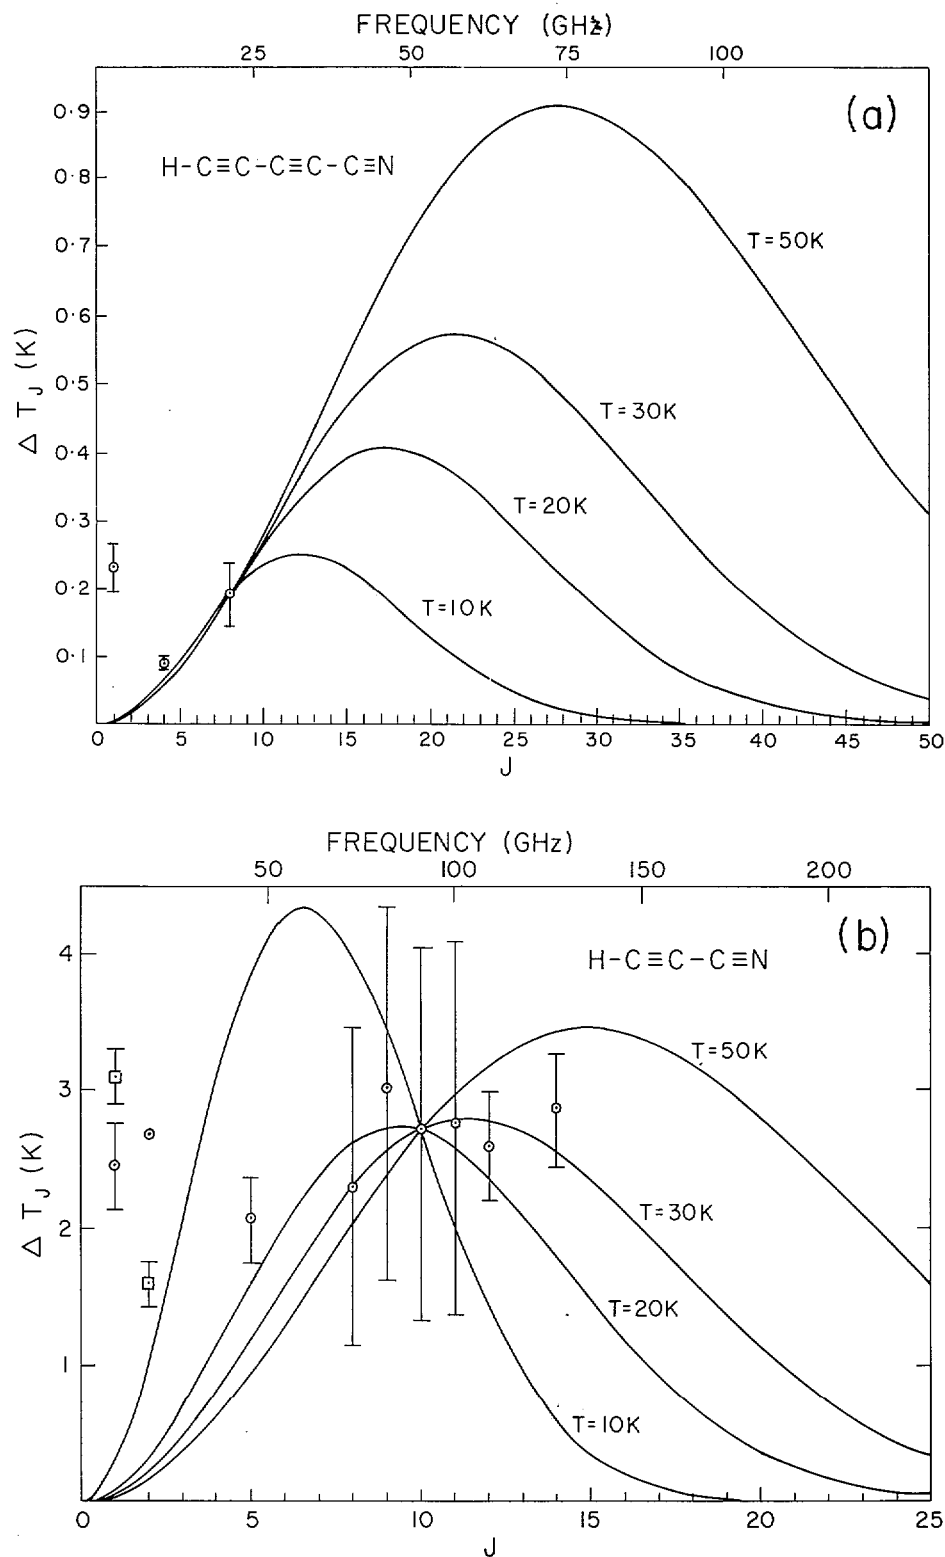 FREQUENCY (GHz)
25 50 75 100
(a)
0.9
H-C≡C-C≡C-C≡N
0.8
0.7
T=50K
0.6
0.5
T=30K
0.4
T=20K
0.3
0.2
T=10K
0.1
Δ T_J (K)
0 5 10 15 20 25 30 35 40 45 50
J
FREQUENCY (GHz)
50 100 150 200
(b)
4
H-C≡C-C≡N
T=50K
3
T=30K
2
T=20K
1
T=10K
Δ T_J (K)
0 5 10 15 20 25
J